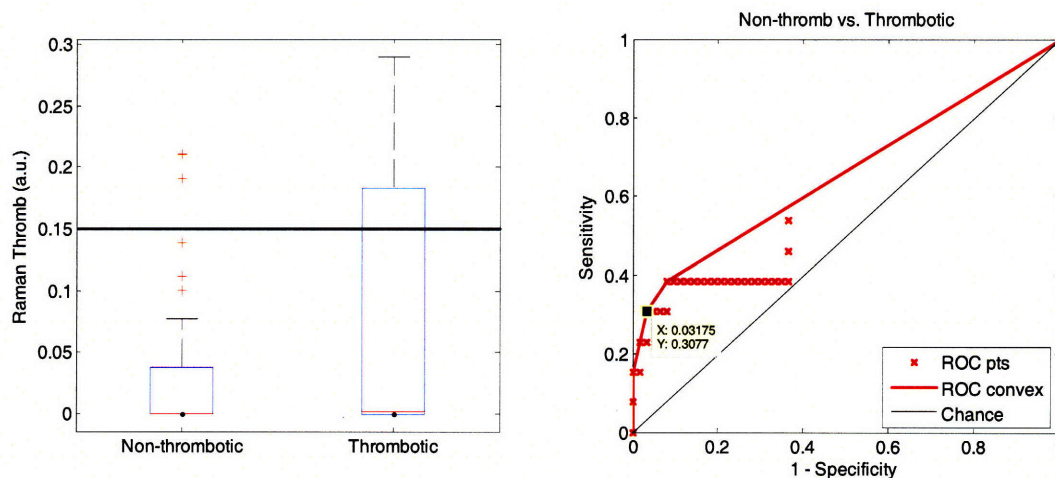 0.3
0.25
0.2
0.15
0.1
0.05
0
Raman Thromb (a.u.)
Non-thrombotic
Thrombotic
Non-thromb vs. Thrombotic
1
0.8
0.6
0.4
0.2
0
Sensitivity
X: 0.03175
Y: 0.3077
ROC pts
ROC convex
Chance
0
0.2
0.4
0.6
0.8
1 - Specificity